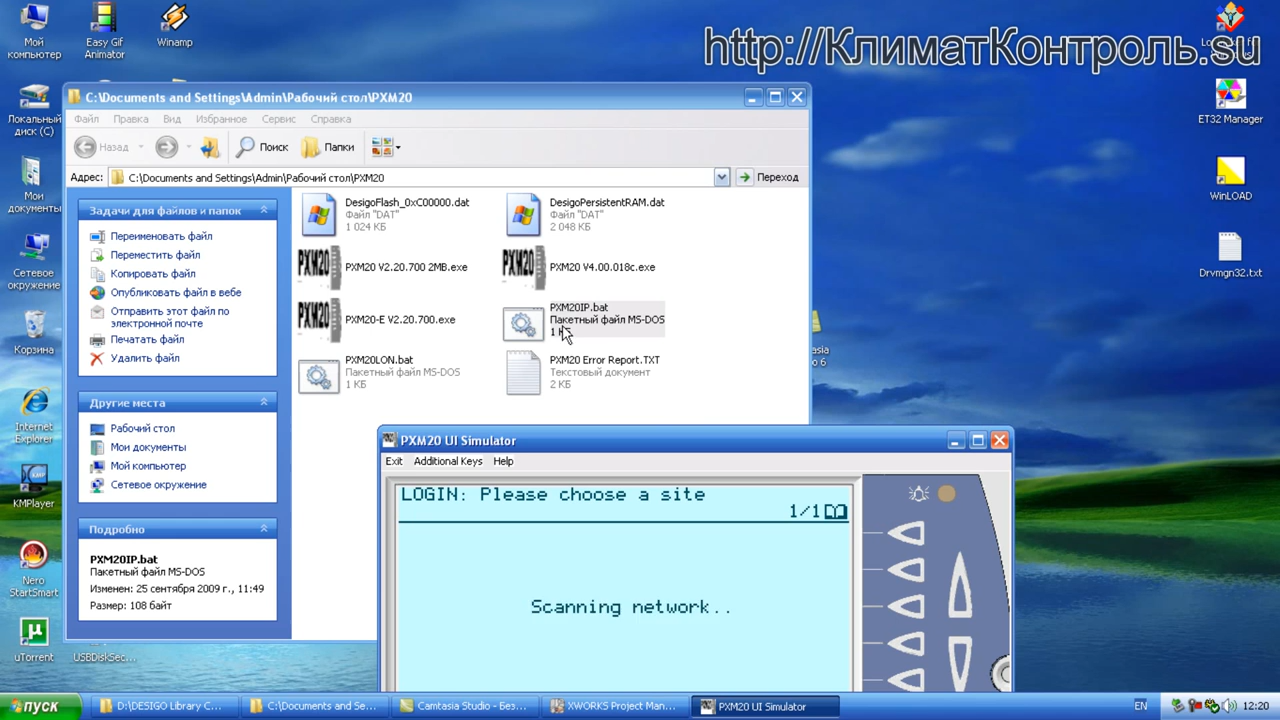 Мой
компьютер
Easy Gif
Animator
Winamp
http://КлиматКонтроль.su
C:\Documents and Settings\Admin\Рабочий стол\PXM20
Файл Правка Вид Избранное Сервис Справка
Назад Поиск Папки
Адрес: C:\Documents and Settings\Admin\Рабочий стол\PXM20 Переход
Локальный
диск (C)
Мои
документы
Сетевое
окружение
Корзина
Internet
Explorer
KMPlayer
Nero
StartSmart
uTorrent
USBDiskSec...
ET32 Manager
WinLOAD
Drvmgn32.txt
Задачи для файлов и папок
Переименовать файл
Переместить файл
Копировать файл
Опубликовать файл в вебе
Отправить этот файл по
электронной почте
Печатать файл
Удалить файл
Другие места
Рабочий стол
Мои документы
Мой компьютер
Сетевое окружение
Подробно
PXM20IP.bat
Пакетный файл MS-DOS
Изменен: 25 сентября 2009 г., 11:49
Размер: 108 байт
DesigoFlash_0xC00000.dat
Файл "DAT"
1 024 КБ
DesigoPersistentRAM.dat
Файл "DAT"
2 048 КБ
PXM20
PXM20 V2.20.700 2MB.exe
PXM20
PXM20 V4.00.018c.exe
PXM20
PXM20-E V2.20.700.exe
PXM20IP.bat
Пакетный файл MS-DOS
1
PXM20LON.bat
Пакетный файл MS-DOS
1 КБ
PXM20 Error Report.TXT
Текстовый документ
2 КБ
PXM20 UI Simulator
Exit Additional Keys Help
LOGIN: Please choose a site
1/1
Scanning network..
пуск
D:\DESIGO Library C...
C:\Documents and Se...
Camtasia Studio - Без...
XWORKS Project Man...
PXM20 UI Simulator
EN
12:20